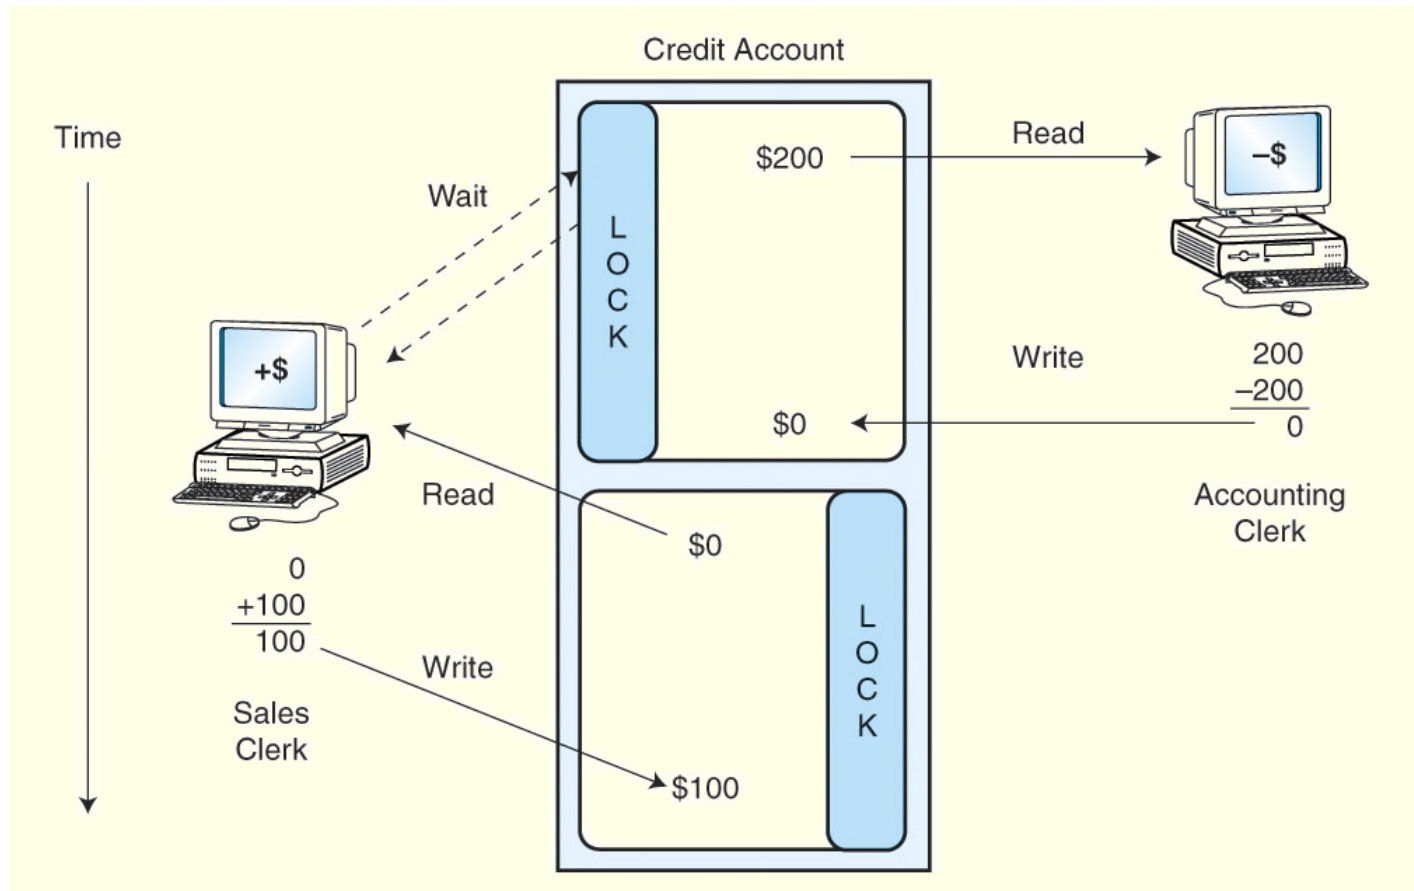 Credit Account
Time
Read
$200
–$
Wait
L
O
C
K
+$
Write
200
–200
0
$0
Read
Accounting
Clerk
$0
0
+100
100
Write
L
O
C
K
Sales
Clerk
$100